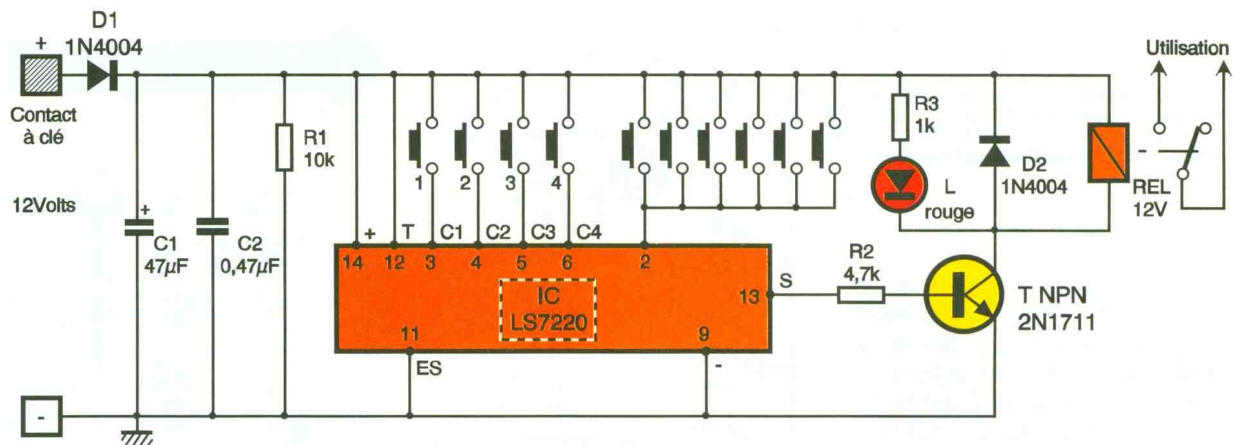 D1
1N4004
+
Contact
à clé
12Volts
+
C1
47µF
C2
0,47µF
R1
10k
1
2
3
4
+
T
C1
C2
C3
C4
14
12
3
4
5
6
2
IC
LS7220
13
S
11
9
ES
-
R2
4,7k
R3
1k
L
rouge
D2
1N4004
REL
12V
Utilisation
T NPN
2N1711
-